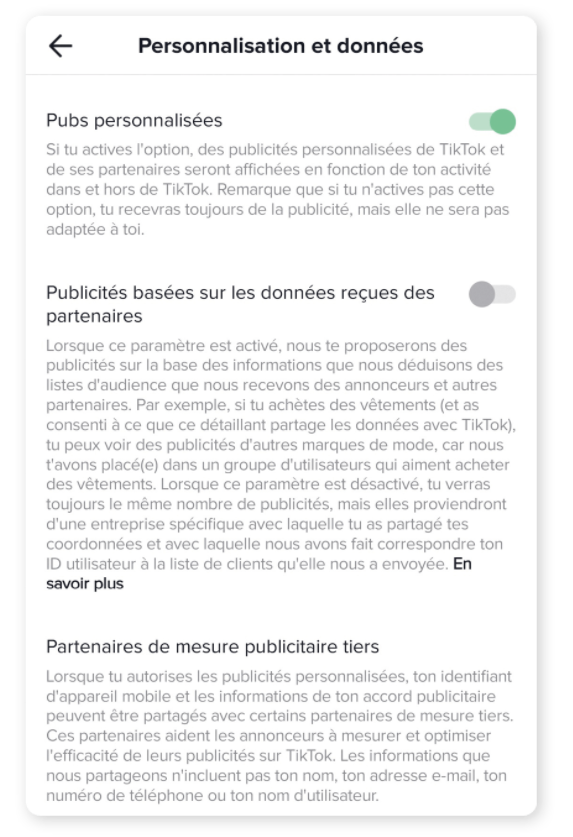 Personnalisation et données
Pubs personnalisées
Si tu actives l'option, des publicités personnalisées de TikTok et
de ses partenaires seront affichées en fonction de ton activité
dans et hors de TikTok. Remarque que si tu n'actives pas cette
option, tu recevras toujours de la publicité, mais elle ne sera pas
adaptée à toi.
Publicités basées sur les données reçues des
partenaires
Lorsque ce paramètre est activé, nous te proposerons des
publicités sur la base des informations que nous déduisons des
listes d'audience que nous recevons des annonceurs et autres
partenaires. Par exemple, si tu achètes des vêtements (et as
consenti à ce que ce détaillant partage les données avec TikTok),
tu peux voir des publicités d'autres marques de mode, car nous
t'avons placé(e) dans un groupe d'utilisateurs qui aiment acheter
des vêtements. Lorsque ce paramètre est désactivé, tu verras
toujours le même nombre de publicités, mais elles proviendront
d'une entreprise spécifique avec laquelle tu as partagé tes
coordonnées et avec laquelle nous avons fait correspondre ton
ID utilisateur à la liste de clients qu'elle nous a envoyée. En
savoir plus
Partenaires de mesure publicitaire tiers
Lorsque tu autorises les publicités personnalisées, ton identifiant
d'appareil mobile et les informations de ton accord publicitaire
peuvent être partagés avec certains partenaires de mesure tiers.
Ces partenaires aident les annonceurs à mesurer et optimiser
l'efficacité de leurs publicités sur TikTok. Les informations que
nous partageons n'incluent pas ton nom, ton adresse e-mail, ton
numéro de téléphone ou ton nom d'utilisateur.